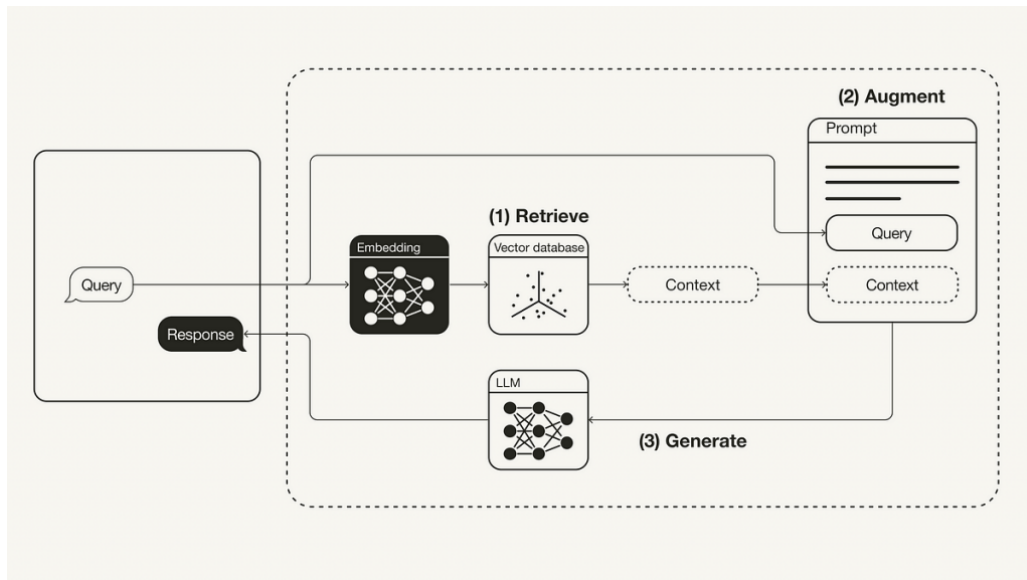 (2) Augment
Prompt
(1) Retrieve
Query
Embedding
Vector database
Query
Context
Context
Response
LLM
(3) Generate